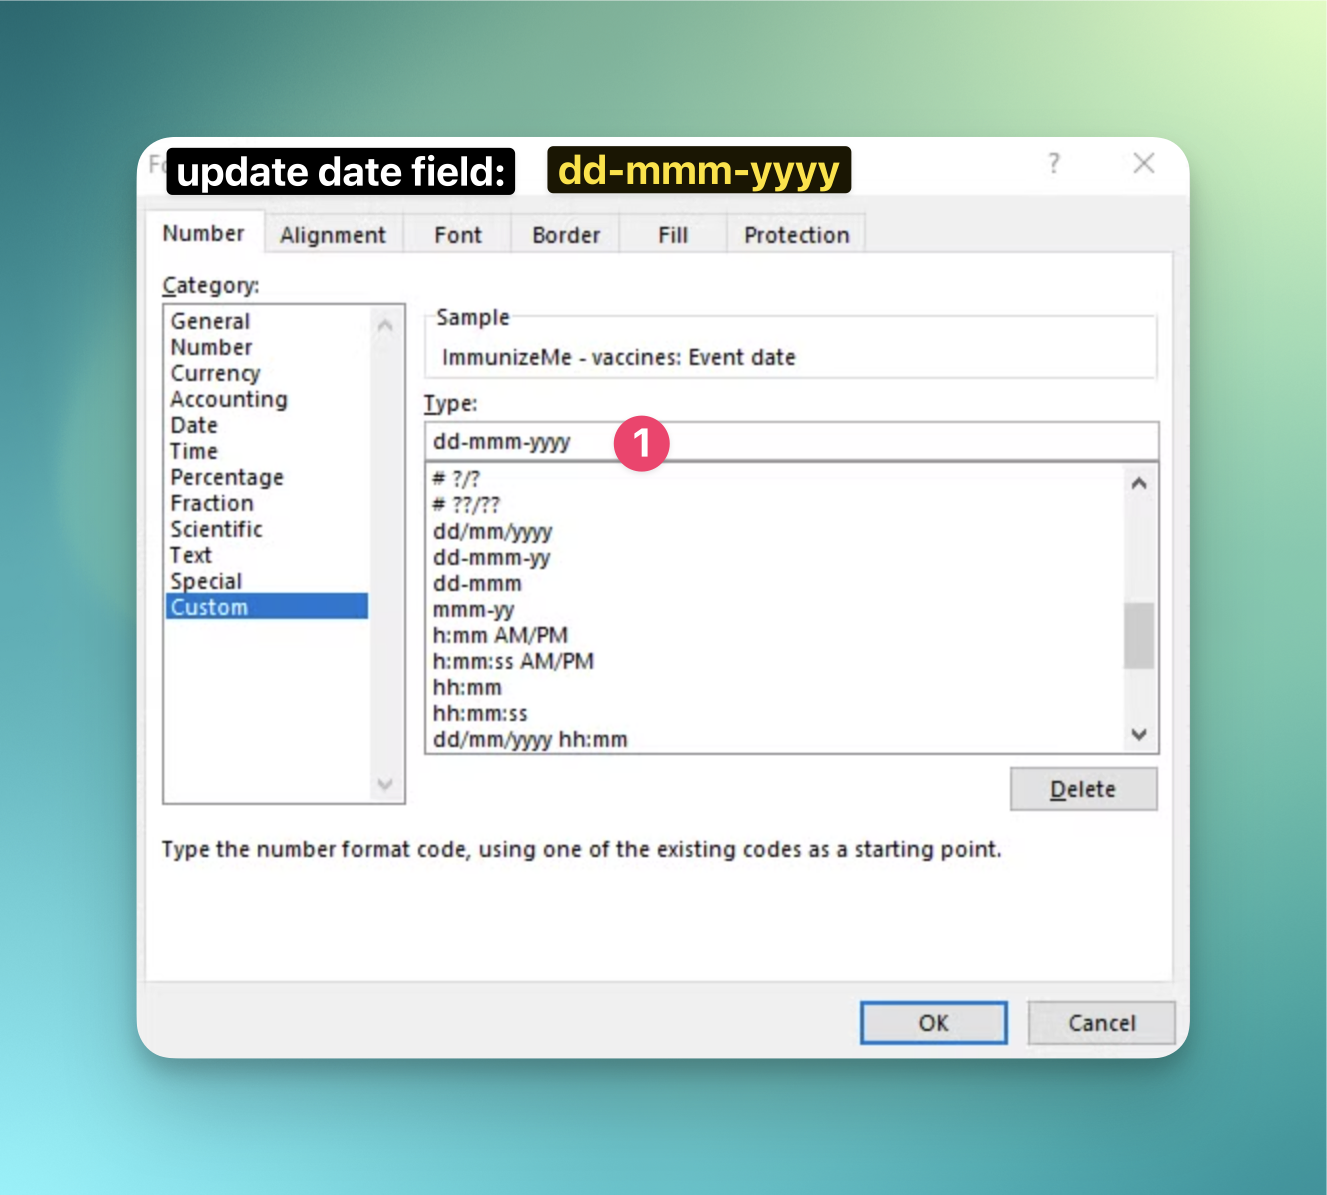 update date field: dd-mmm-yyyy
?
Number Alignment Font Border Fill Protection
Category:
General
Number
Currency
Accounting
Date
Time
Percentage
Fraction
Scientific
Text
Special
Custom
Sample
ImmunizeMe - vaccines: Event date
Type:
dd-mmm-yyyy 1
# ?/?
# ??/??
dd/mm/yyyy
dd-mmm-yy
dd-mmm
mmm-yy
h:mm AM/PM
h:mm:ss AM/PM
hh:mm
hh:mm:ss
dd/mm/yyyy hh:mm
Delete
Type the number format code, using one of the existing codes as a starting point.
OK Cancel